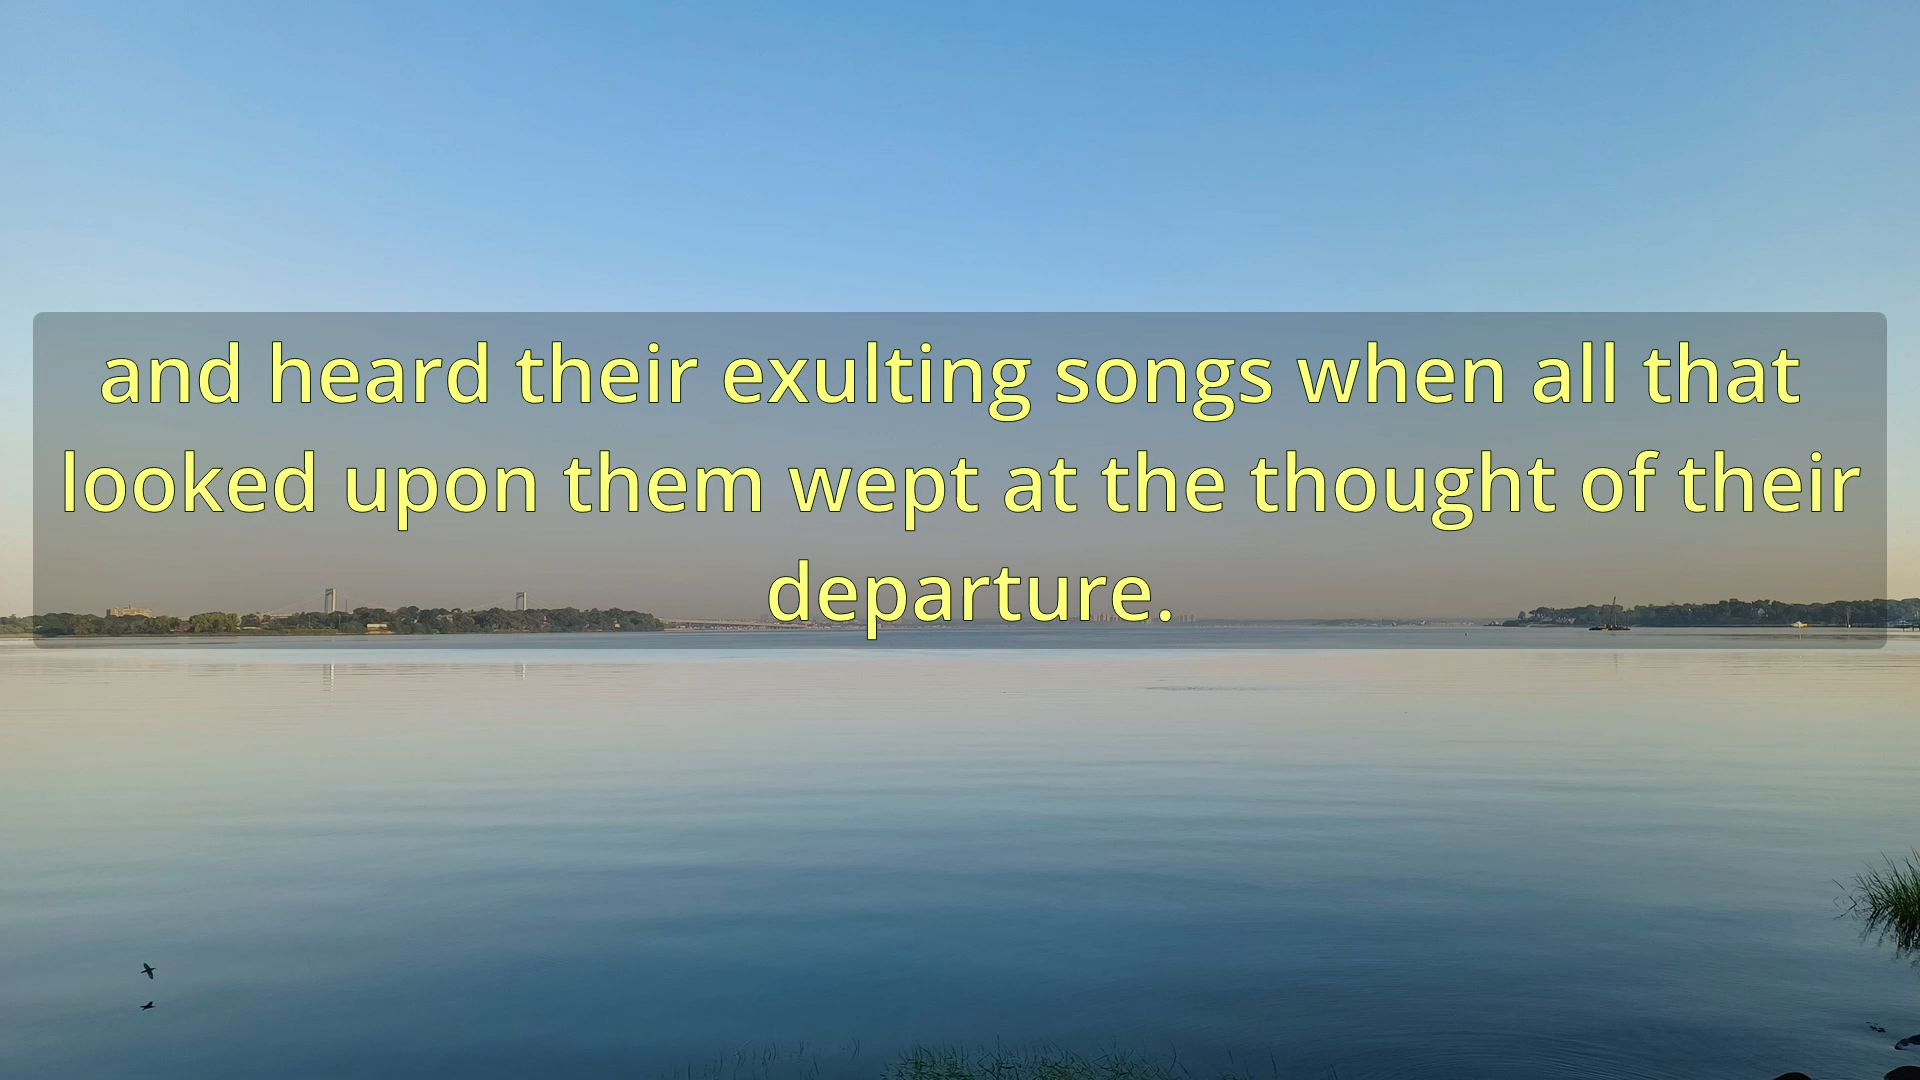 and heard their exulting songs when all that
looked upon them wept at the thought of their
departure.